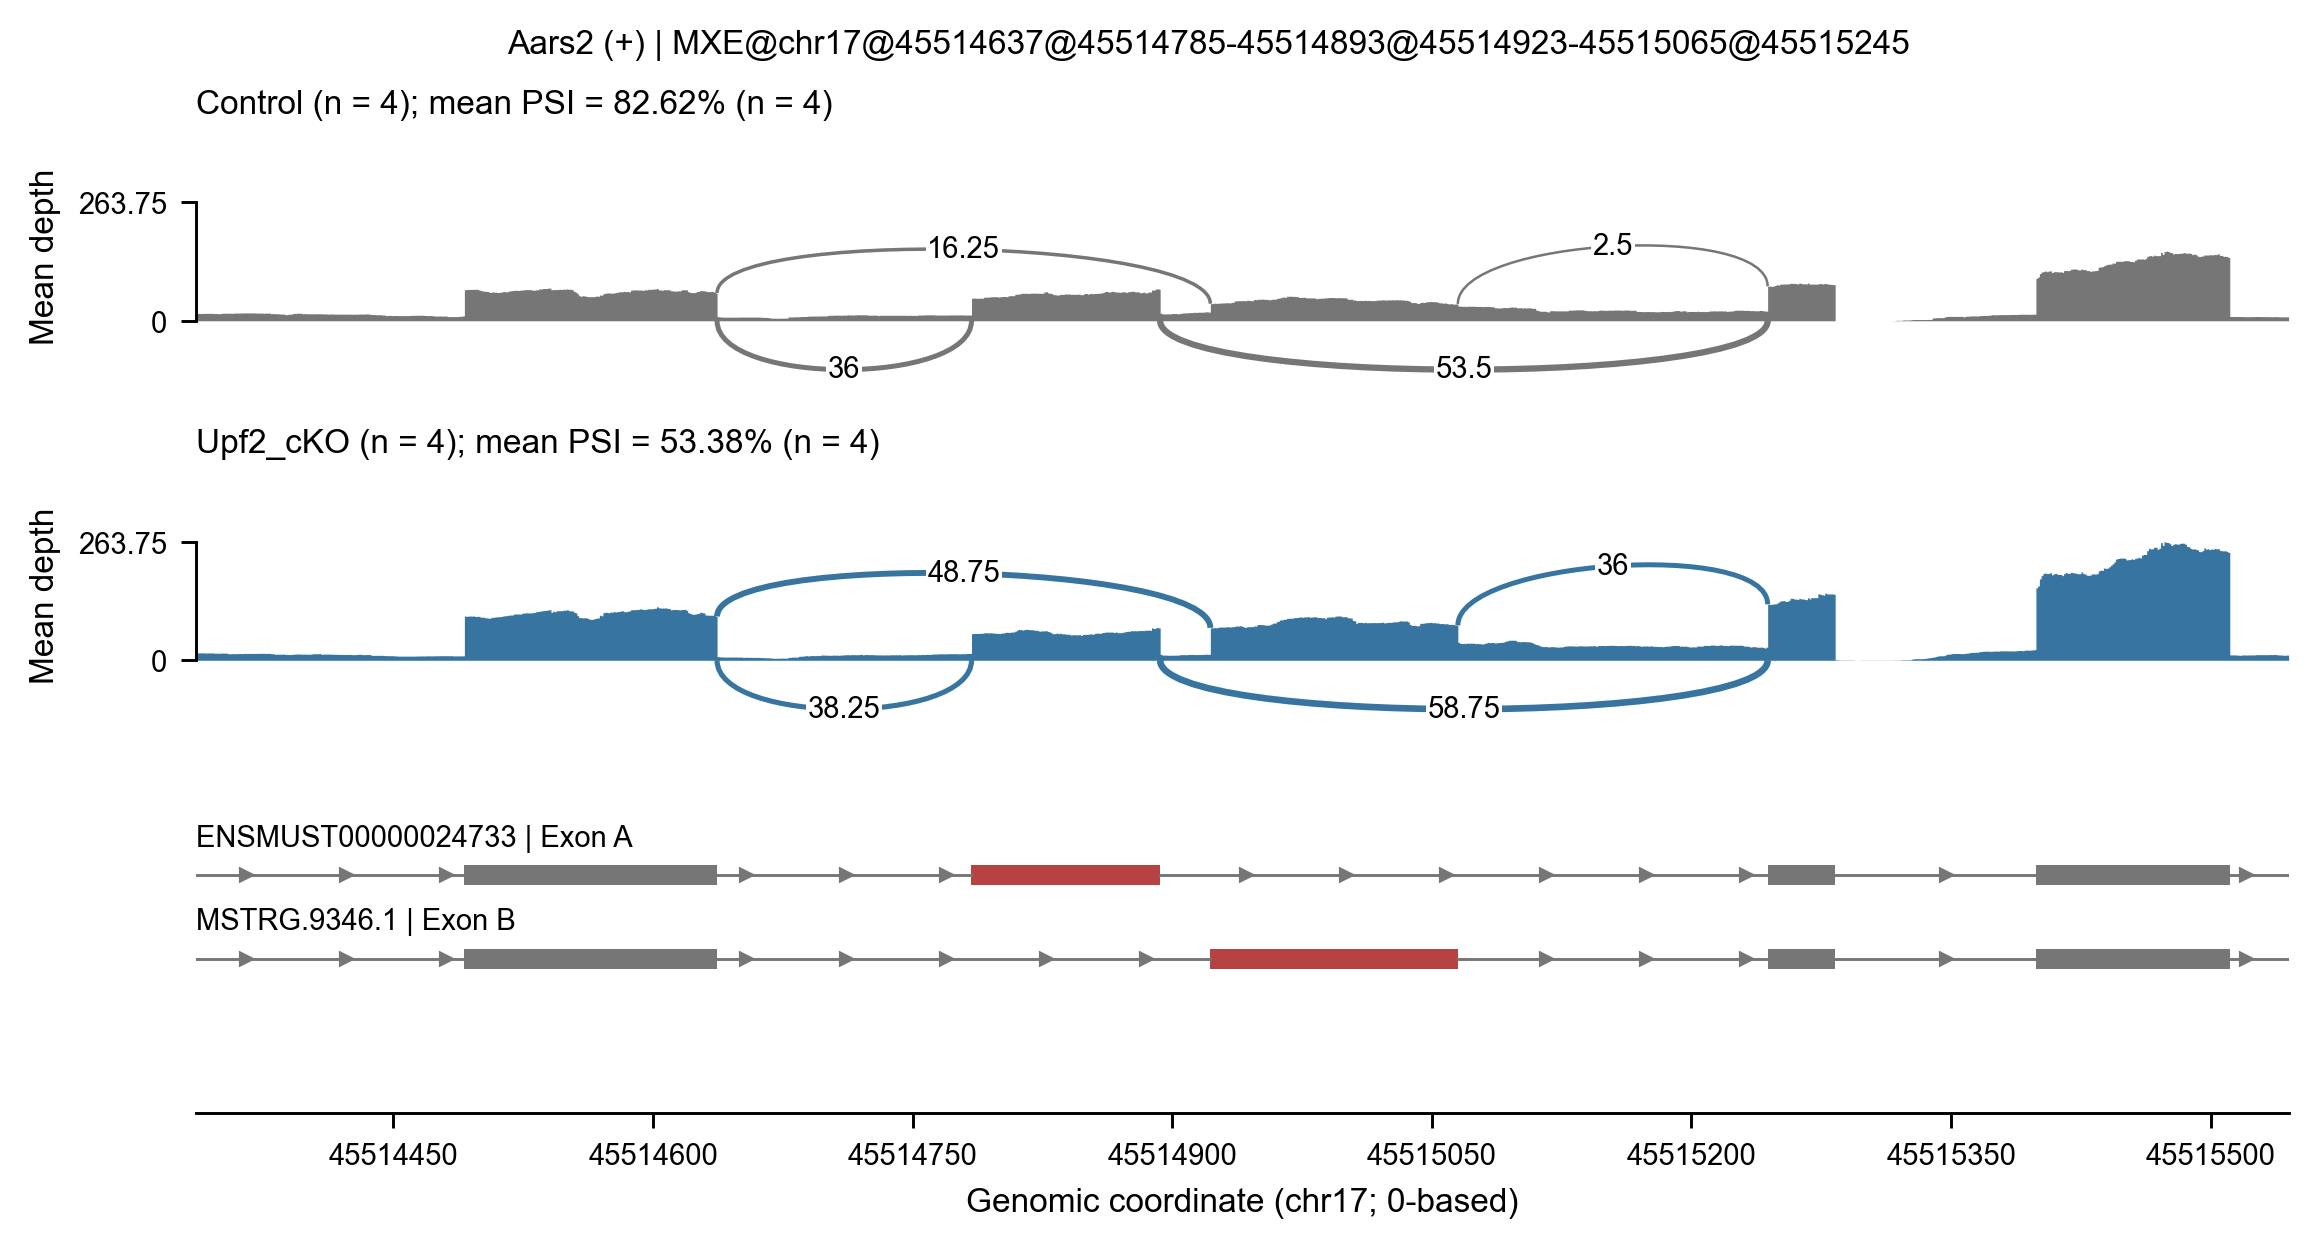 Aars2 (+) | MXE@chr17@45514637@45514785-45514893@45514923-45515065@45515245
Control (n = 4); mean PSI = 82.62% (n = 4)
Mean depth
263.75
0
16.25
2.5
36
53.5
Upf2_cKO (n = 4); mean PSI = 53.38% (n = 4)
Mean depth
263.75
0
48.75
36
38.25
58.75
ENSMUST00000024733 | Exon A
MSTRG.9346.1 | Exon B
45514450 45514600 45514750 45514900 45515050 45515200 45515350 45515500
Genomic coordinate (chr17; 0-based)